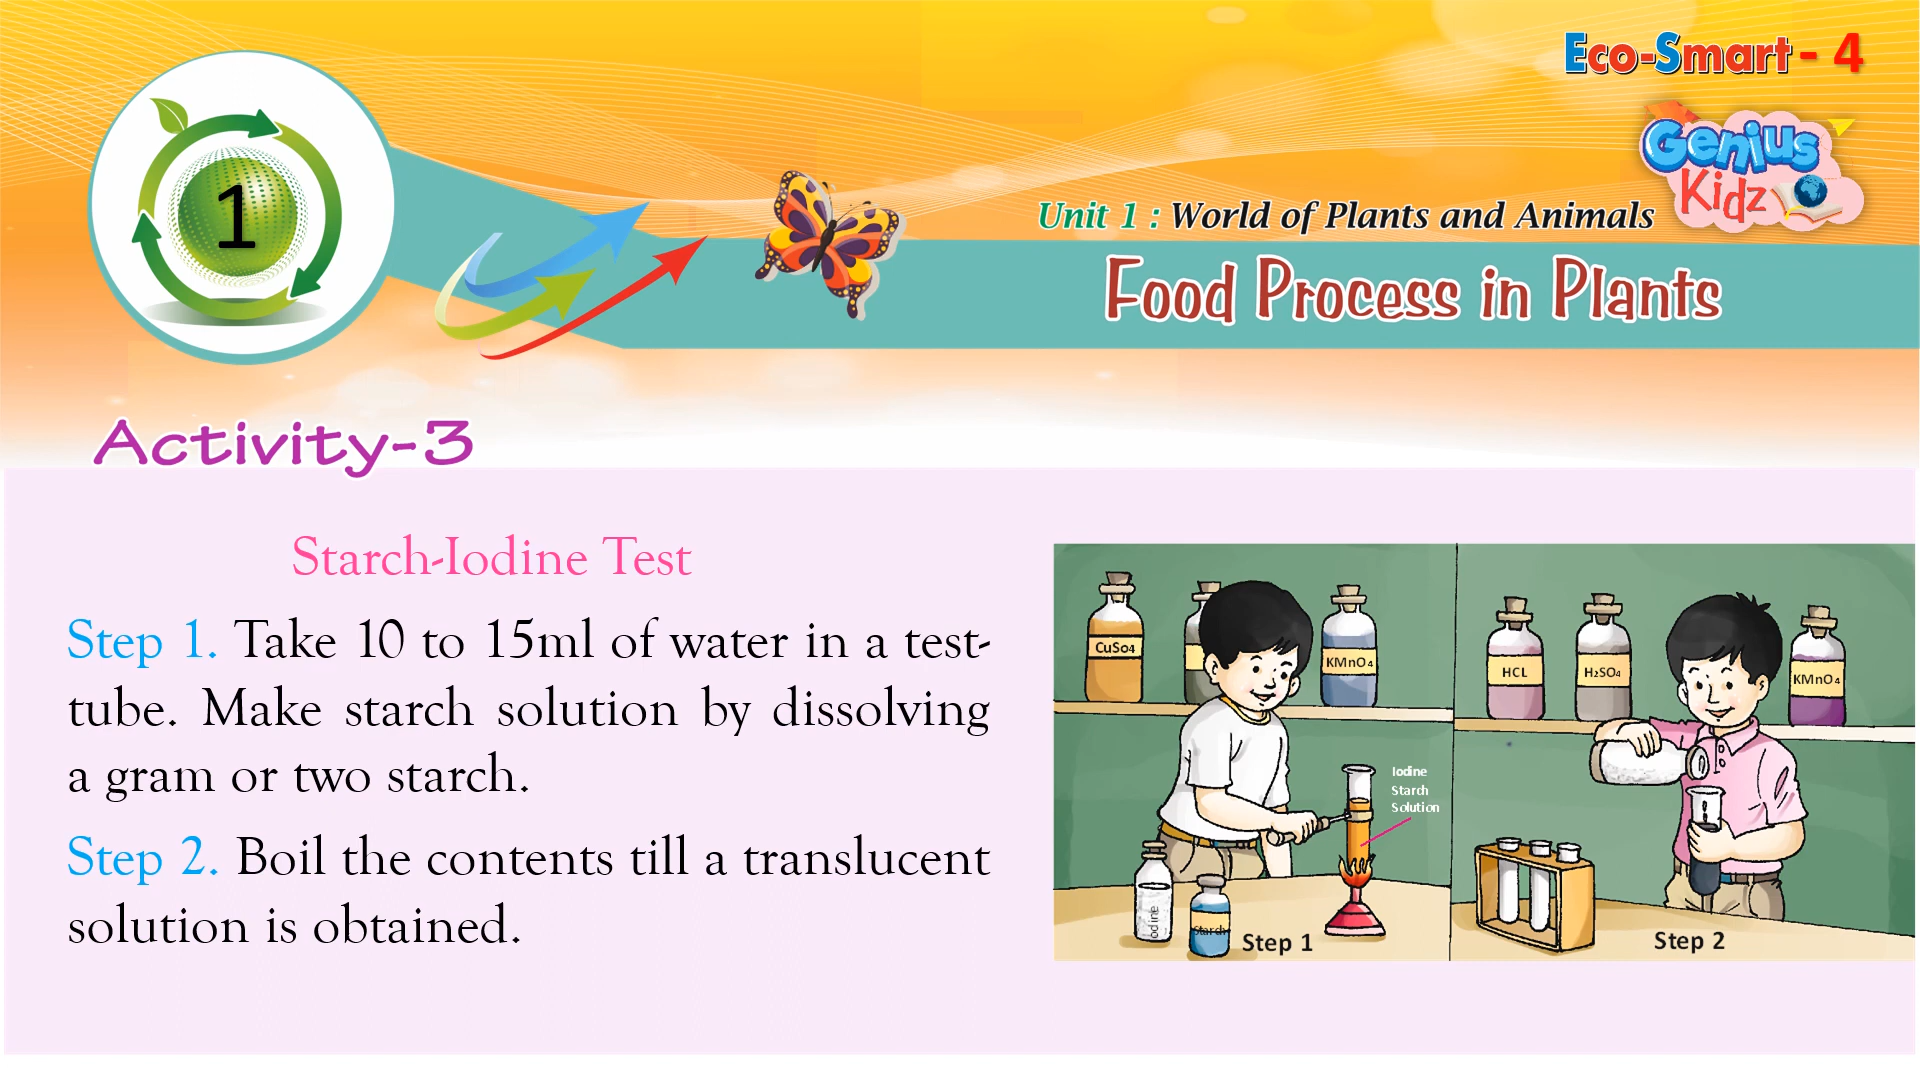 Eco-Smart - 4
Genius
Kidz
1
Unit 1 : World of Plants and Animals
Food Process in Plants
Activity-3
Starch-Iodine Test
Step 1. Take 10 to 15ml of water in a test-
tube. Make starch solution by dissolving
a gram or two starch.
Step 2. Boil the contents till a translucent
solution is obtained.
CuSo4
KMnO4
Iodine
Starch
Solution
Iodine
Starch
Step 1
HCL
H₂SO₄
KMnO₄
Step 2